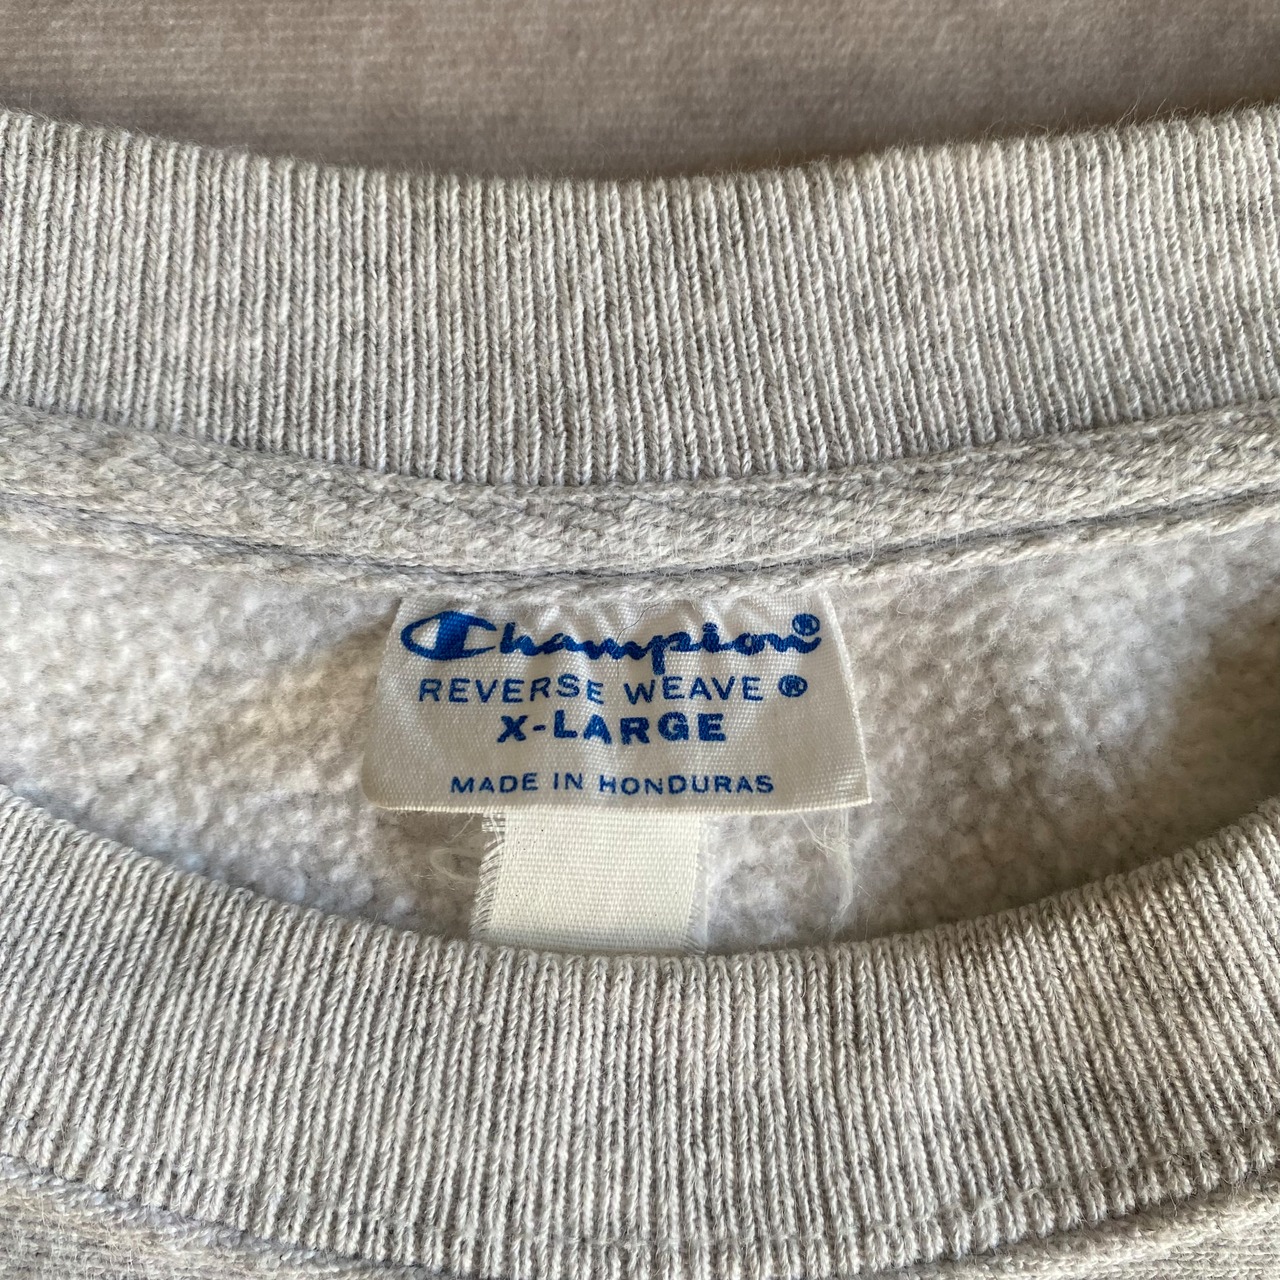 Champion®
REVERSE WEAVE ®
X-LARGE
MADE IN HONDURAS